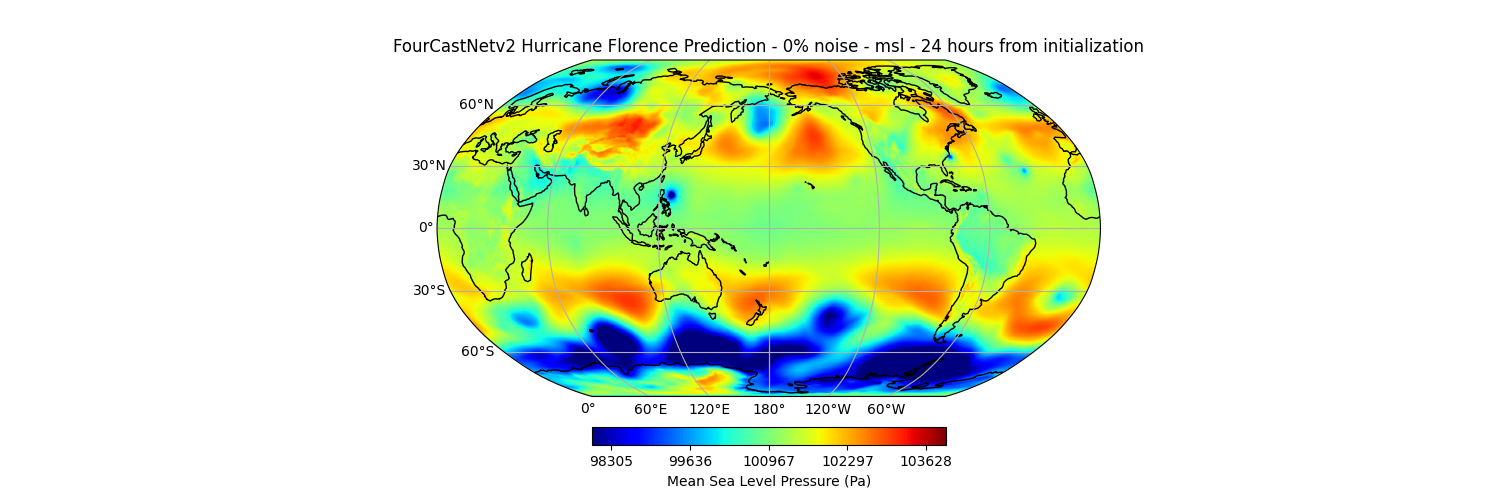 FourCastNetv2 Hurricane Florence Prediction - 0% noise - msl - 24 hours from initialization
60°N
30°N
0°
30°S
60°S
0° 60°E 120°E 180° 120°W 60°W
98305 99636 100967 102297 103628
Mean Sea Level Pressure (Pa)